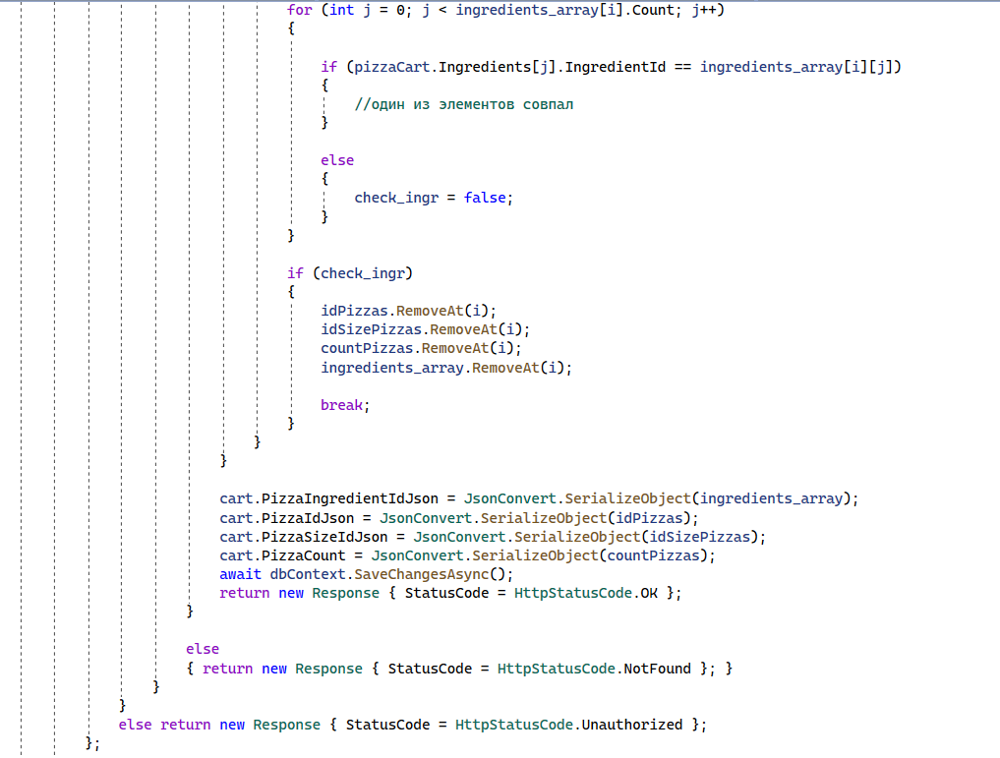 for (int j = 0; j < ingredients_array[i].Count; j++)
{
if (pizzaCart.Ingredients[j].IngredientId == ingredients_array[i][j])
{
//один из элементов совпал
}
else
{
check_ingr = false;
}
}
if (check_ingr)
{
idPizzas.RemoveAt(i);
idSizePizzas.RemoveAt(i);
countPizzas.RemoveAt(i);
ingredients_array.RemoveAt(i);
break;
}
}
}
cart.PizzaIngredientIdJson = JsonConvert.SerializeObject(ingredients_array);
cart.PizzaIdJson = JsonConvert.SerializeObject(idPizzas);
cart.PizzaSizeIdJson = JsonConvert.SerializeObject(idSizePizzas);
cart.PizzaCount = JsonConvert.SerializeObject(countPizzas);
await dbContext.SaveChangesAsync();
return new Response { StatusCode = HttpStatusCode.OK };
}
else
{ return new Response { StatusCode = HttpStatusCode.NotFound }; }
}
}
else return new Response { StatusCode = HttpStatusCode.Unauthorized };
};